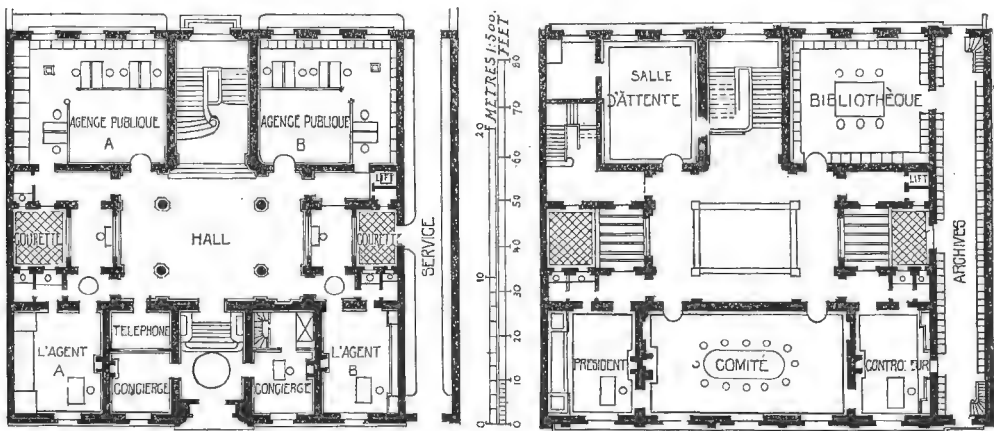 AGENCE PUBLIQUE
A
AGENCE PUBLIQUE
B
LIFT
COURETTE
HALL
COURETTE
SERVICE
TELEPHONE
L'AGENT
A
CONCIERGE
CONCIERGE
L'AGENT
B
METRES 1:500.
FEET
80
70
20
60
50
40
10
30
20
10
0
0
SALLE
D'ATTENTE
BIBLIOTHÈQUE
LIFT
ARCHIVES
PRÉSIDENT
COMITÉ
CONTROLEUR